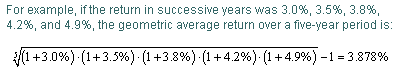 For example, if the return in successive years was 3.0%, 3.5%, 3.8%,
4.2%, and 4.9%, the geometric average return over a five-year period is:
⁵√(1+3.0%)·(1+3.5%)·(1+3.8%)·(1+4.2%)·(1+4.9%) −1=3.878%